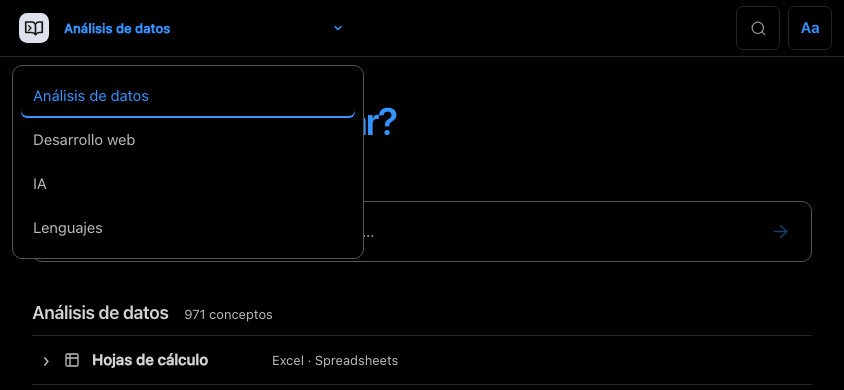 Análisis de datos
Aa
Análisis de datos
Desarrollo web
IA
Lenguajes
r?
...
Análisis de datos 971 conceptos
Hojas de cálculo Excel · Spreadsheets